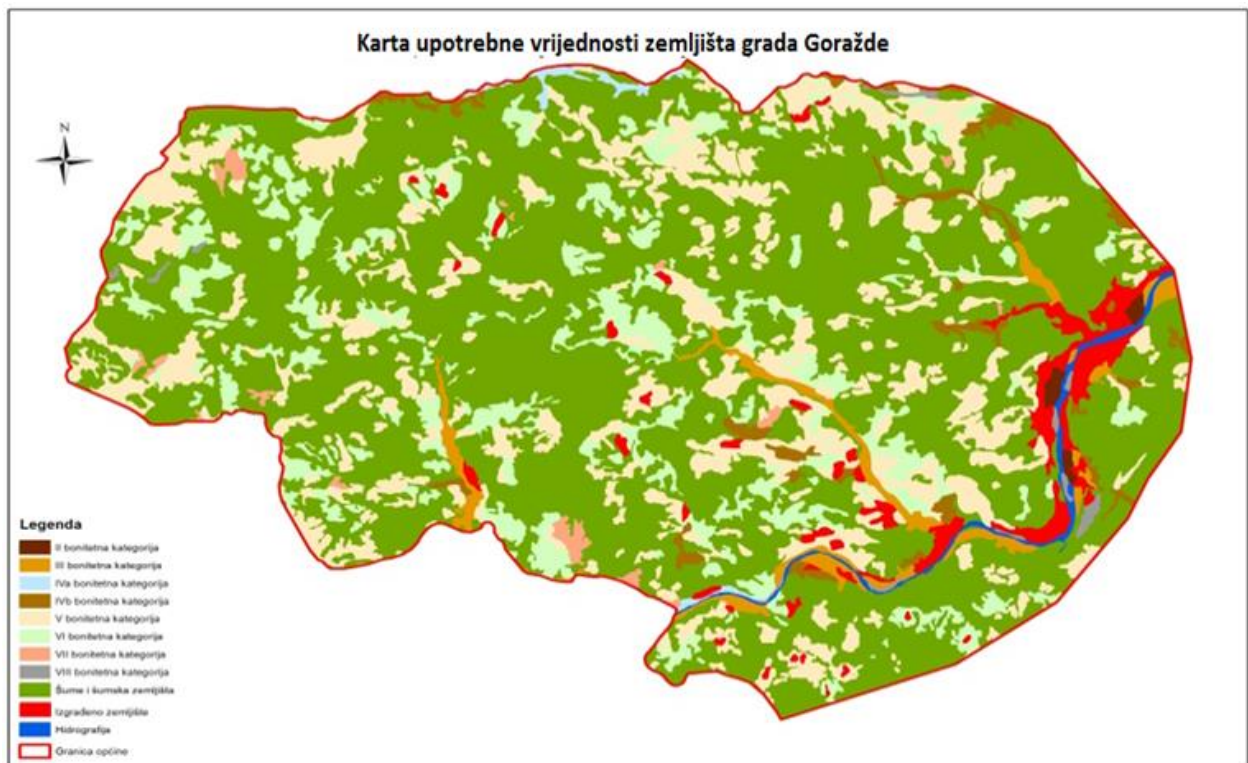 Karta upotrebne vrijednosti zemljišta grada Goražde
N
Legenda
II bonitetna kategorija
III bonitetna kategorija
IVa bonitetna kategorija
IVb bonitetna kategorija
V bonitetna kategorija
VI bonitetna kategorija
VII bonitetna kategorija
VIII bonitetna kategorija
Šume i šumska zemljišta
Izgrađeno zemljište
Hidrografija
Granica općine